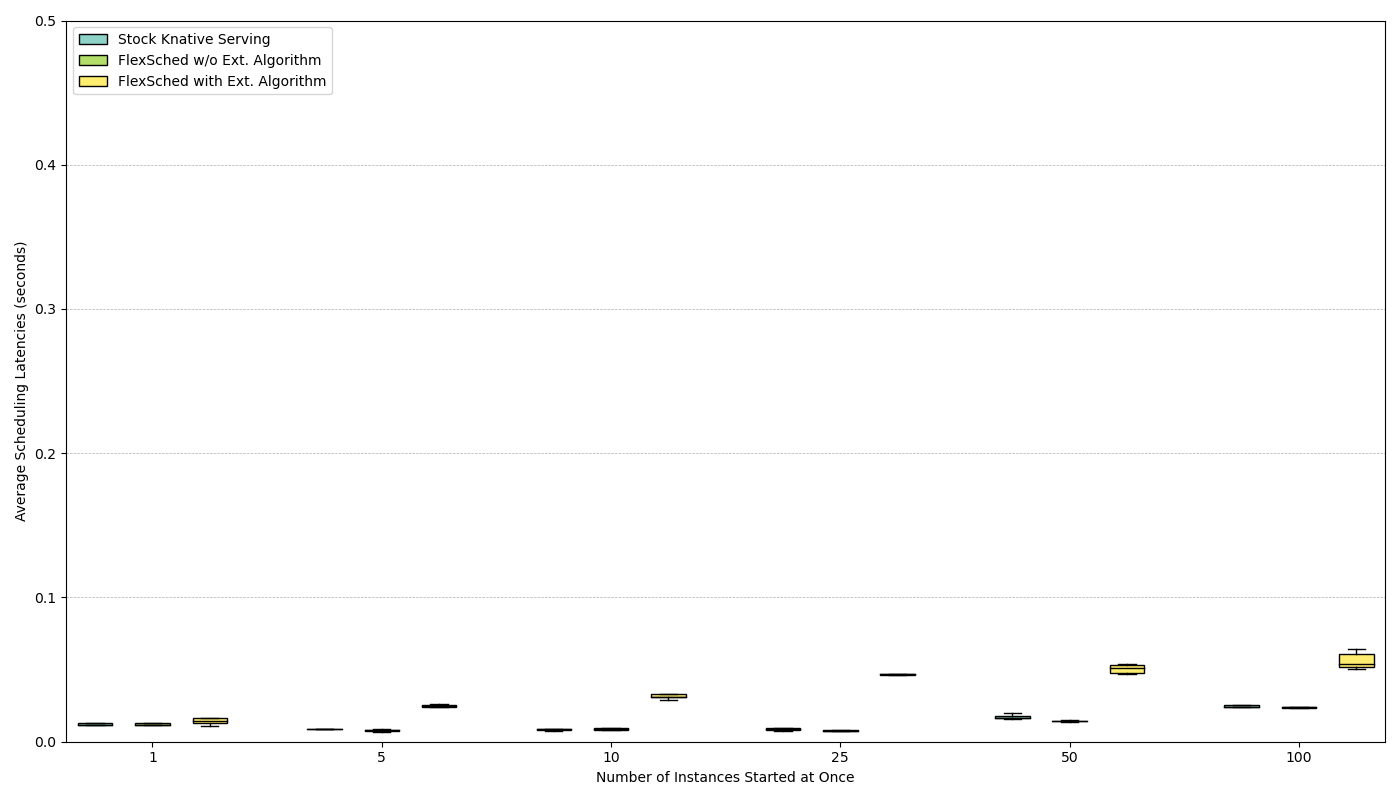 0.5
0.4
0.3
0.2
0.1
0.0
Average Scheduling Latencies (seconds)
Stock Knative Serving
FlexSched w/o Ext. Algorithm
FlexSched with Ext. Algorithm
1 5 10 25 50 100
Number of Instances Started at Once